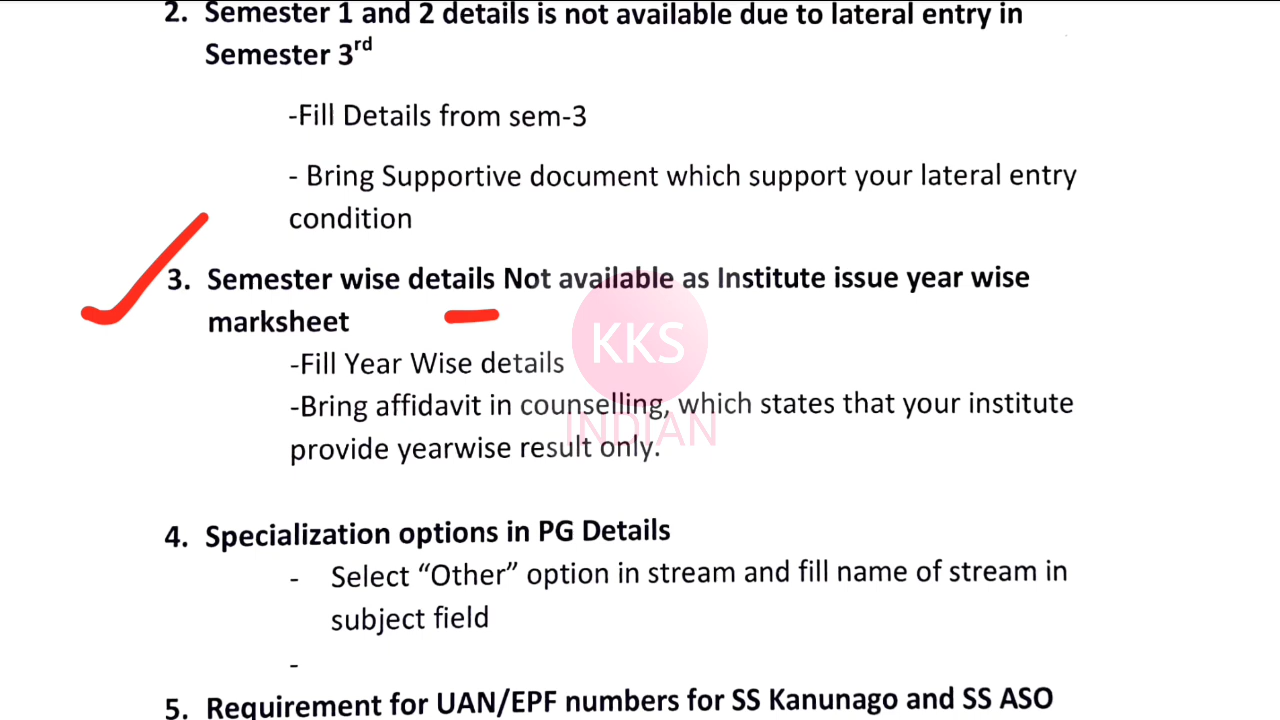 2. Semester 1 and 2 details is not available due to lateral entry in
Semester 3rd
-Fill Details from sem-3
- Bring Supportive document which support your lateral entry
condition
3. Semester wise details Not available as Institute issue year wise
marksheet
KKS
-Fill Year Wise details
-Bring affidavit in counselling, which states that your institute
INDIAN
provide yearwise result only.
4. Specialization options in PG Details
- Select “Other” option in stream and fill name of stream in
subject field
-
5. Requirement for UAN/EPF numbers for SS Kanunago and SS ASO